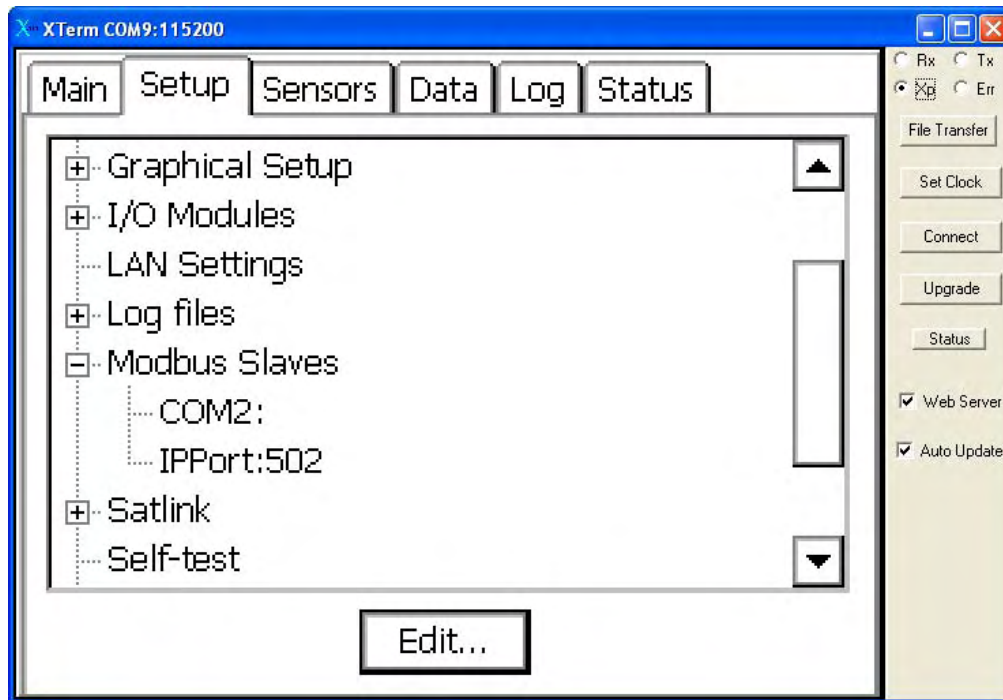 XTerm COM9:115200
Main Setup Sensors Data Log Status
Graphical Setup
I/O Modules
LAN Settings
Log files
Modbus Slaves
COM2:
IPPort:502
Satlink
Self-test
Edit...
Rx Tx
Xp Err
File Transfer
Set Clock
Connect
Upgrade
Status
Web Server
Auto Update